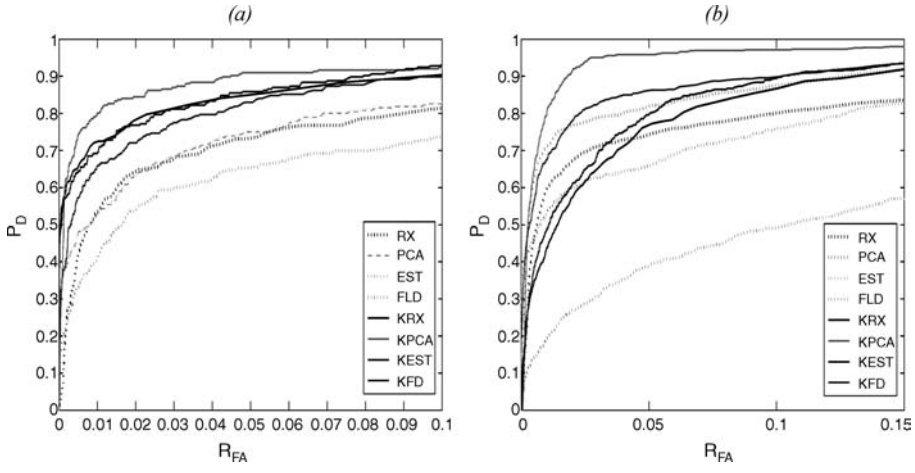 (a)
1
0.9
0.8
0.7
0.6
0.5
0.4
0.3
0.2
0.1
0
P_D
0 0.01 0.02 0.03 0.04 0.05 0.06 0.07 0.08 0.09 0.1
R_FA
RX
PCA
EST
FLD
KRX
KPCA
KEST
KFD
(b)
1
0.9
0.8
0.7
0.6
0.5
0.4
0.3
0.2
0.1
0
P_D
0 0.05 0.1 0.15
R_FA
RX
PCA
EST
FLD
KRX
KPCA
KEST
KFD